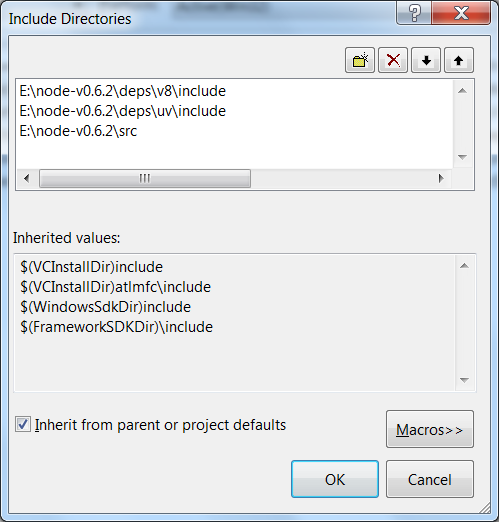 Include Directories
E:\node-v0.6.2\deps\v8\include
E:\node-v0.6.2\deps\uv\include
E:\node-v0.6.2\src
Inherited values:
$(VCInstallDir)include
$(VCInstallDir)atlmfc\include
$(WindowsSdkDir)include
$(FrameworkSDKDir)\include
Inherit from parent or project defaults
Macros>>
OK
Cancel